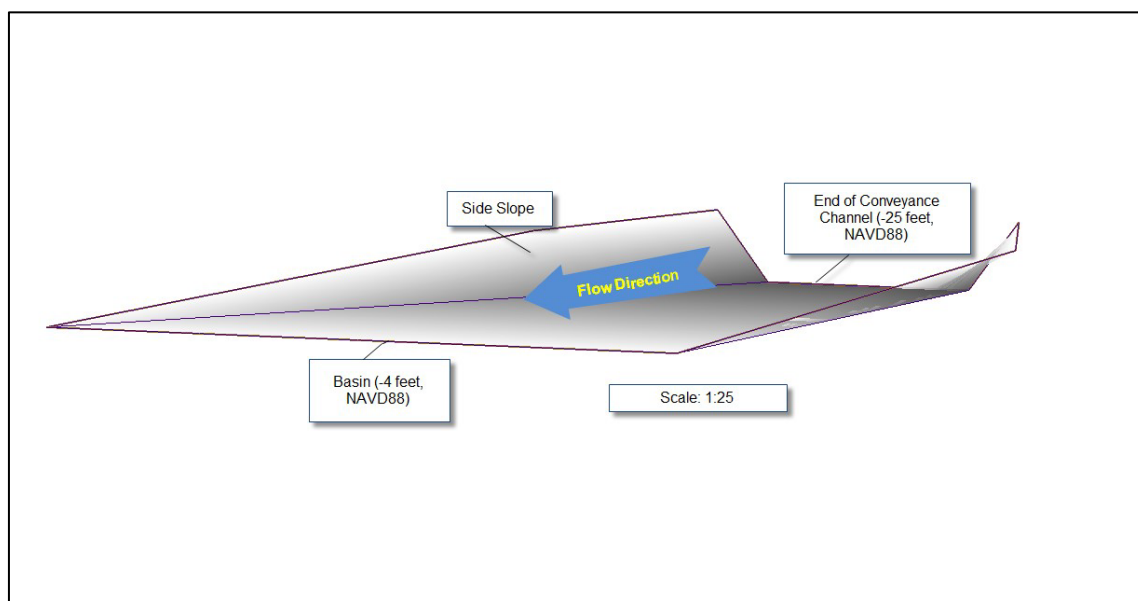 Side Slope
End of Conveyance
Channel (-25 feet,
NAVD88)
Flow Direction
Basin (-4 feet,
NAVD88)
Scale: 1:25